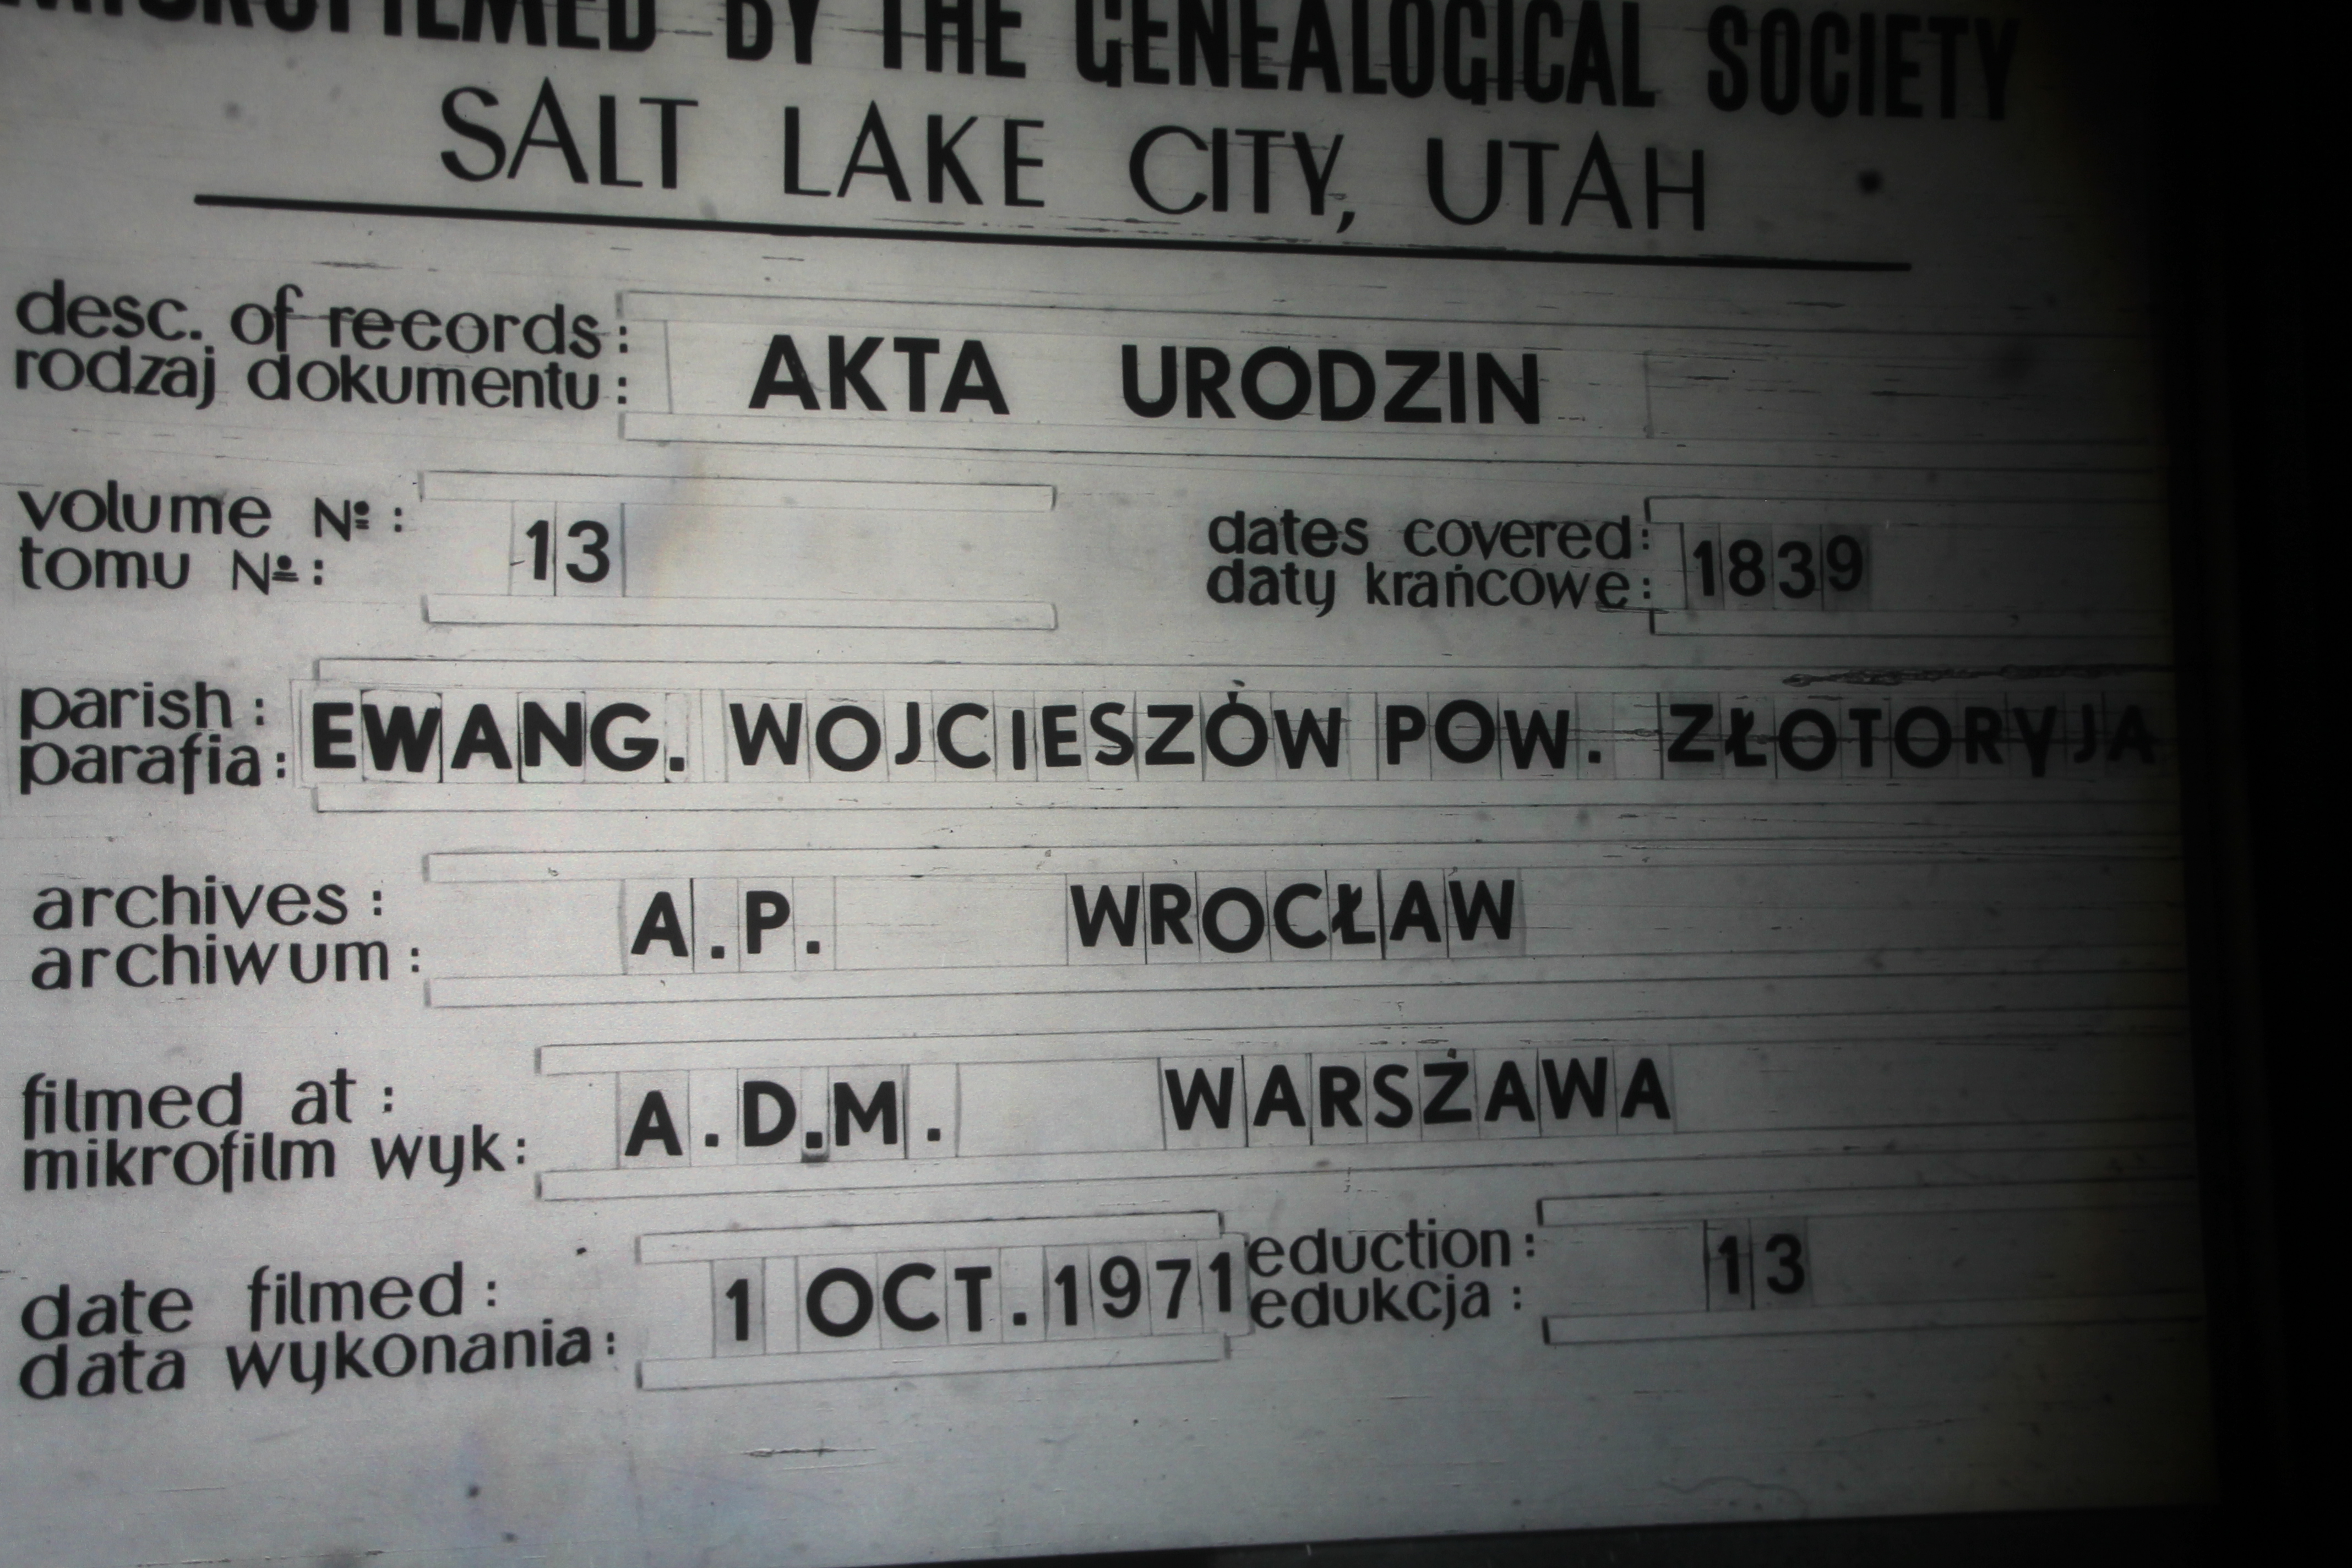 MICROFILMED BY THE GENEALOGICAL SOCIETY
SALT LAKE CITY, UTAH
desc. of records:
rodzaj dokumentu:
AKTA URODZIN
volume Nº:
tomu Nº:
13
dates covered:
daty krańcowe:
1839
parish:
parafia:
EWANG. WOJCIESZÓW POW. ZŁOTORYJA
archives:
archiwum:
A.P. WROCŁAW
filmed at:
mikrofilm wyk:
A.D.M. WARSŻAWA
date filmed:
data wykonania:
1 OCT. 1971
eduction:
edukcja:
13